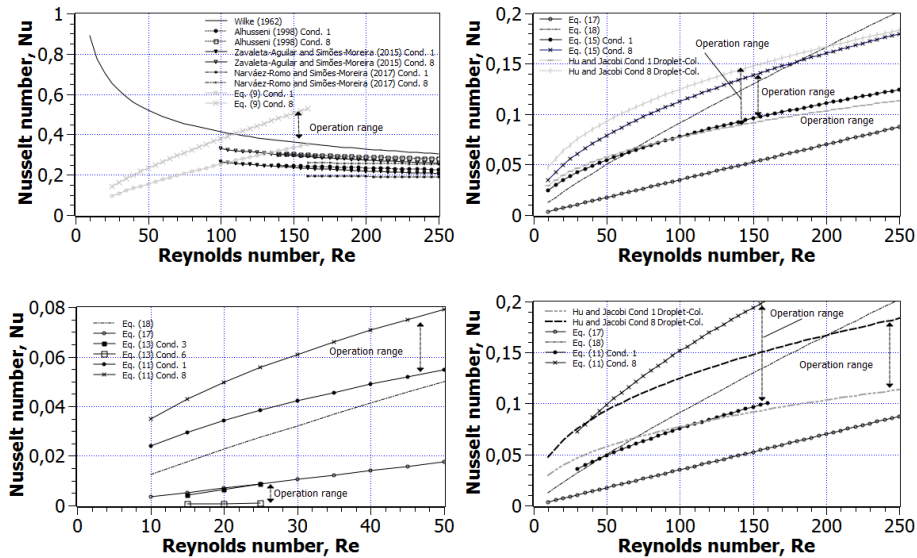 Nusselt number, Nu
1
0,8
0,6
0,4
0,2
0
0
50
100
150
200
250
Reynolds number, Re
Wilke (1962)
Alhusseni (1998) Cond. 1
Alhusseni (1998) Cond. 8
Zavaleta-Aguilar and Simões-Moreira (2015) Cond. 1
Zavaleta-Aguilar and Simões-Moreira (2015) Cond. 8
Narváez-Romo and Simões-Moreira (2017) Cond. 1
Narváez-Romo and Simões-Moreira (2017) Cond. 8
Eq. (9) Cond. 1
Eq. (9) Cond. 8
Operation range
Nusselt number, Nu
0,2
0,15
0,1
0,05
0
0
50
100
150
200
250
Reynolds number, Re
Eq. (17)
Eq. (18)
Eq. (15) Cond. 1
Eq. (15) Cond. 8
Hu and Jacobi Cond 1 Droplet-Col.
Hu and Jacobi Cond 8 Droplet-Col.
Operation range
Operation range
Operation range
Nusselt number, Nu
0,08
0,06
0,04
0,02
0
0
10
20
30
40
50
Reynolds number, Re
Eq. (18)
Eq. (17)
Eq. (13) Cond. 3
Eq. (13) Cond. 6
Eq. (11) Cond. 1
Eq. (11) Cond. 8
Operation range
Operation range
Nusselt number, Nu
0,2
0,15
0,1
0,05
0
0
50
100
150
200
250
Reynolds number, Re
Hu and Jacobi Cond 1 Droplet-Col.
Hu and Jacobi Cond 8 Droplet-Col.
Eq. (17)
Eq. (18)
Eq. (11) Cond. 1
Eq. (11) Cond. 8
Operation range
Operation range